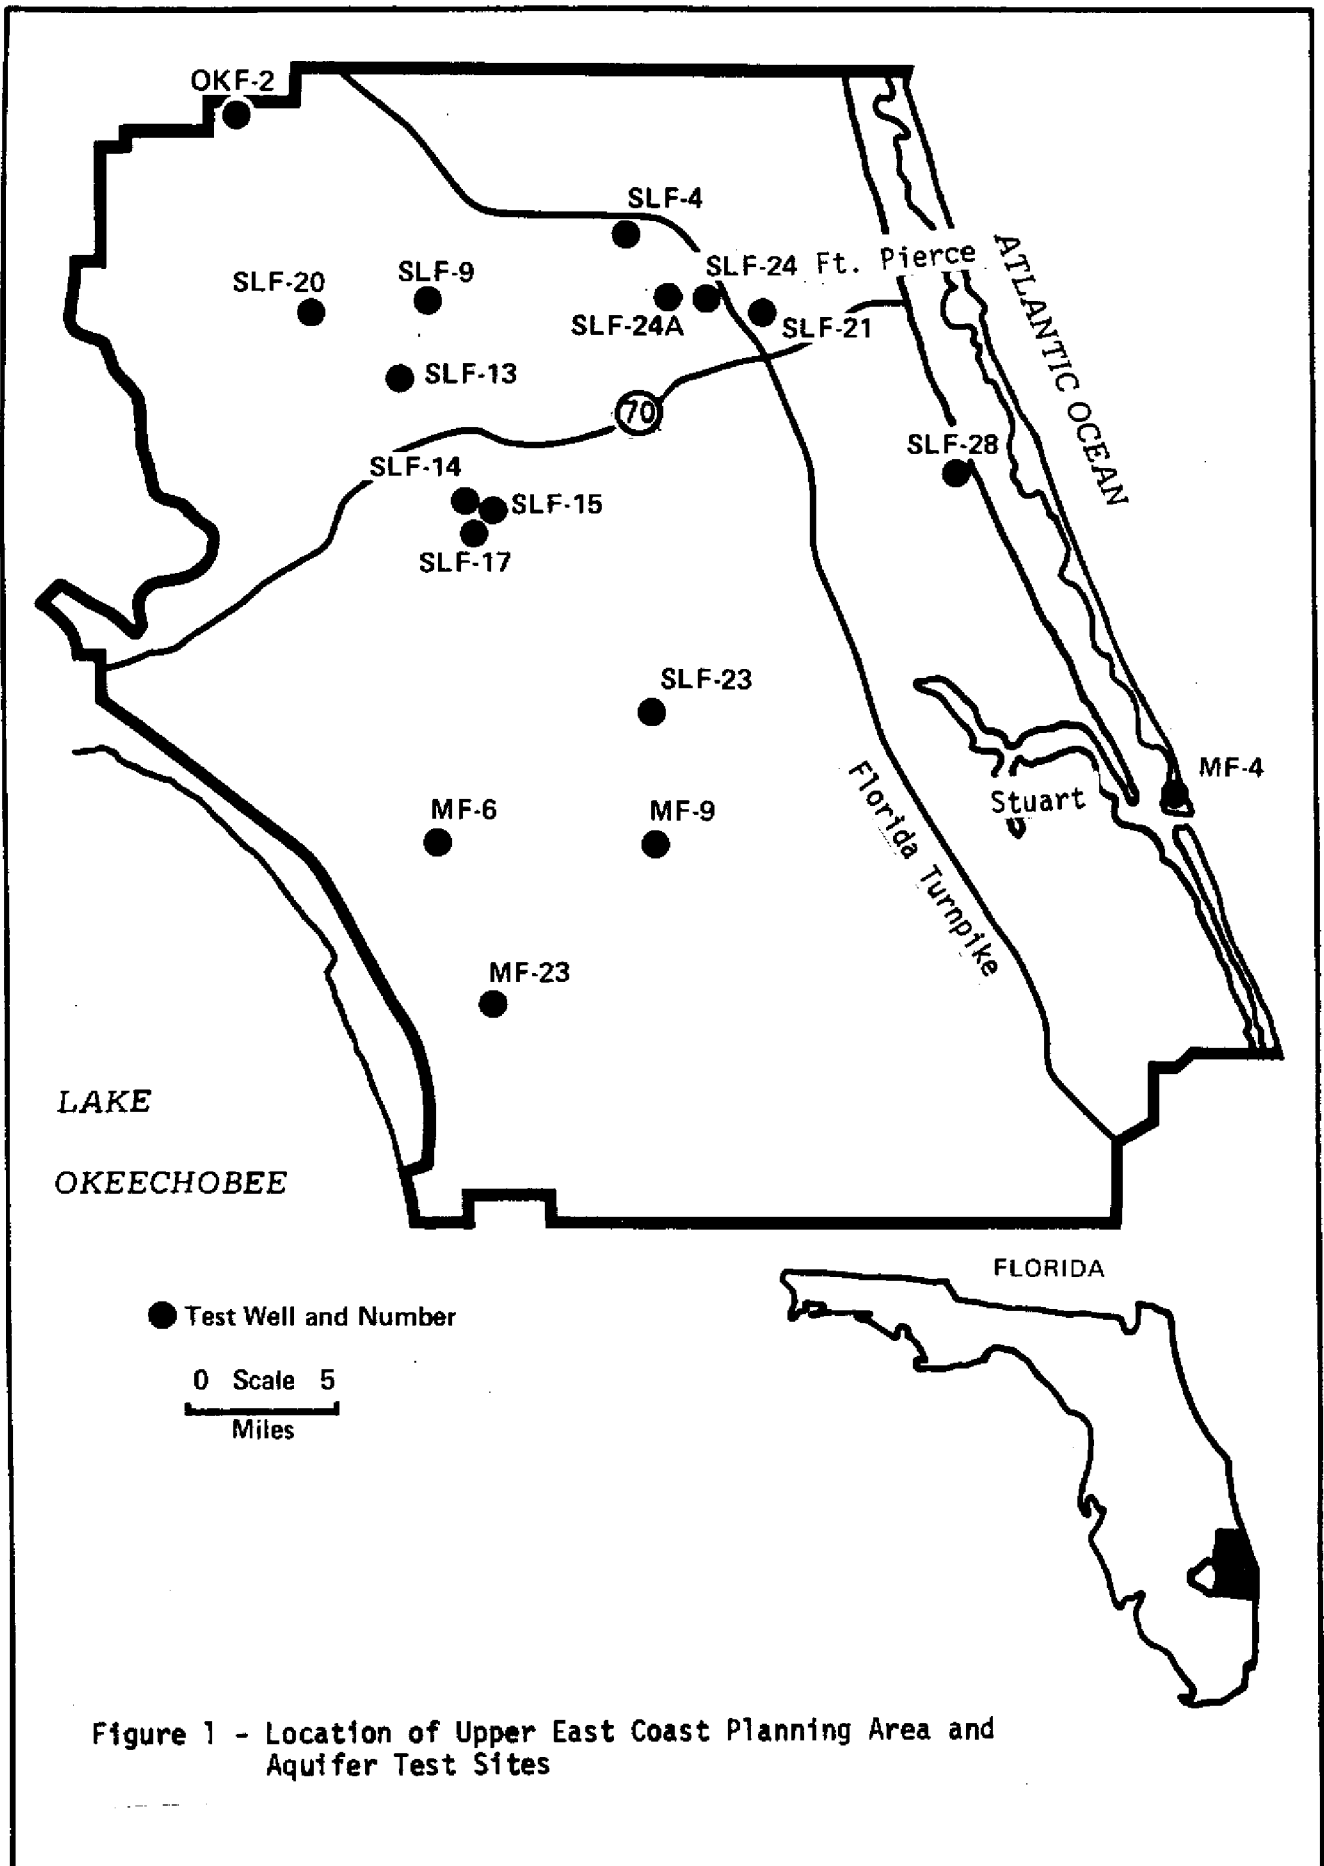 OKF-2
SLF-4
SLF-24 Ft. Pierce
SLF-9
SLF-20
SLF-24A
SLF-21
SLF-13
70
ATLANTIC OCEAN
SLF-28
SLF-14
SLF-15
SLF-17
SLF-23
MF-4
Stuart
MF-6
MF-9
Florida Turnpike
MF-23
LAKE
OKEECHOBEE
FLORIDA
Test Well and Number
0 Scale 5
Miles
Figure 1 - Location of Upper East Coast Planning Area and
Aquifer Test Sites